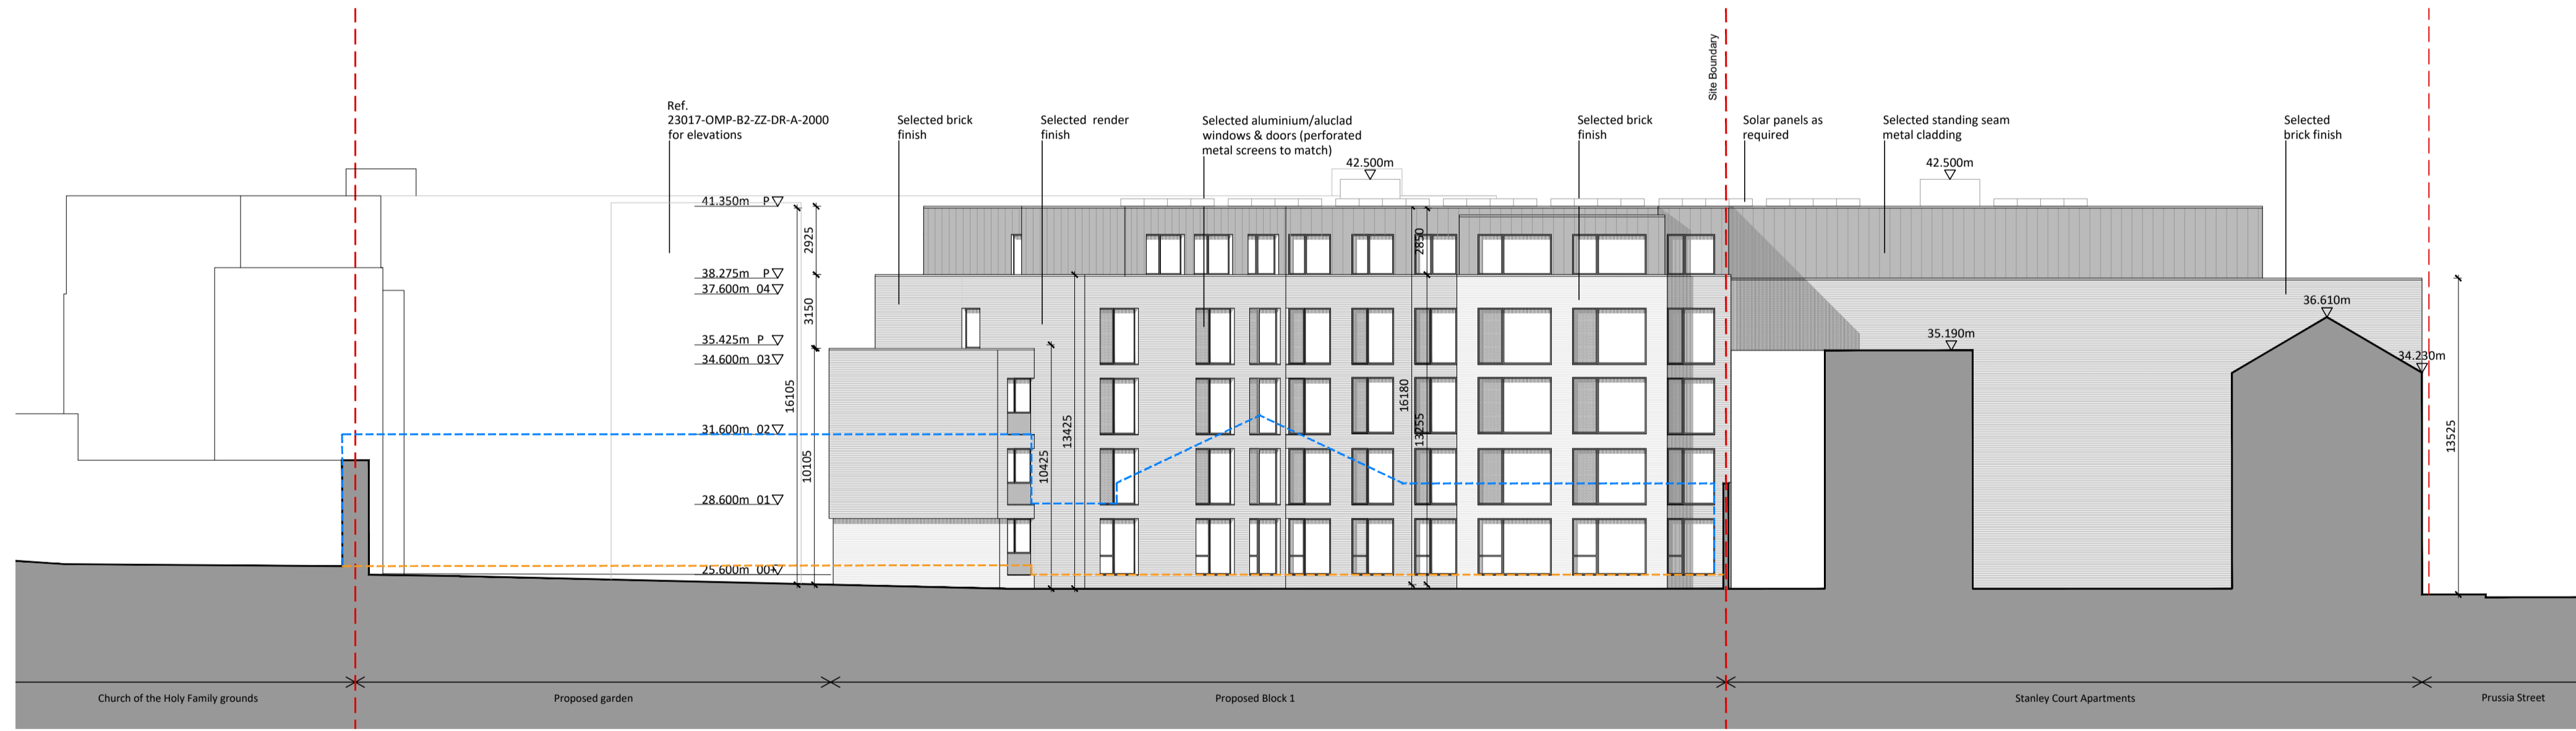 Site Boundary
Ref.
23017-OMP-B2-ZZ-DR-A-2000
for elevations
Selected brick
finish
Selected render
finish
Selected aluminium/aluclad
windows & doors (perforated
metal screens to match)
Selected brick
finish
Solar panels as
required
Selected standing seam
metal cladding
Selected
brick finish
42.500m
42.500m
41.350m P
38.275m P
37.600m 04
35.425m P
34.600m 03
31.600m 02
28.600m 01
25.600m 00
2925
3150
16105
10105
10425
13425
2850
16180
13255
35.190m
36.610m
34.230m
13525
Church of the Holy Family grounds
Proposed garden
Proposed Block 1
Stanley Court Apartments
Prussia Street